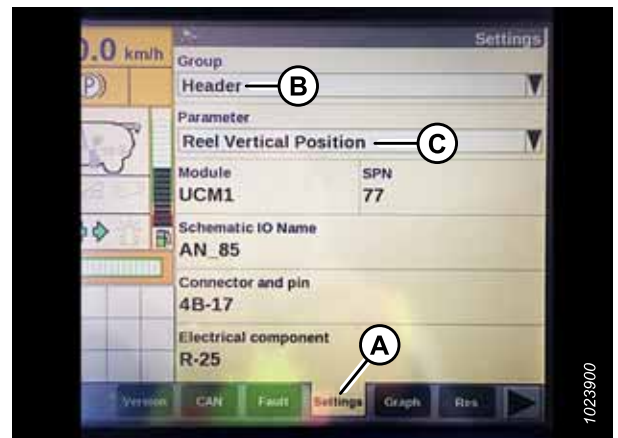 0.0 km/h
Settings
Group
Header
B
Parameter
Reel Vertical Position
C
Module
SPN
UCM1
77
Schematic IO Name
AN_85
Connector and pin
4B-17
Electrical component
R-25
A
Version
CAN
Fault
Settings
Graph
Res
1023900